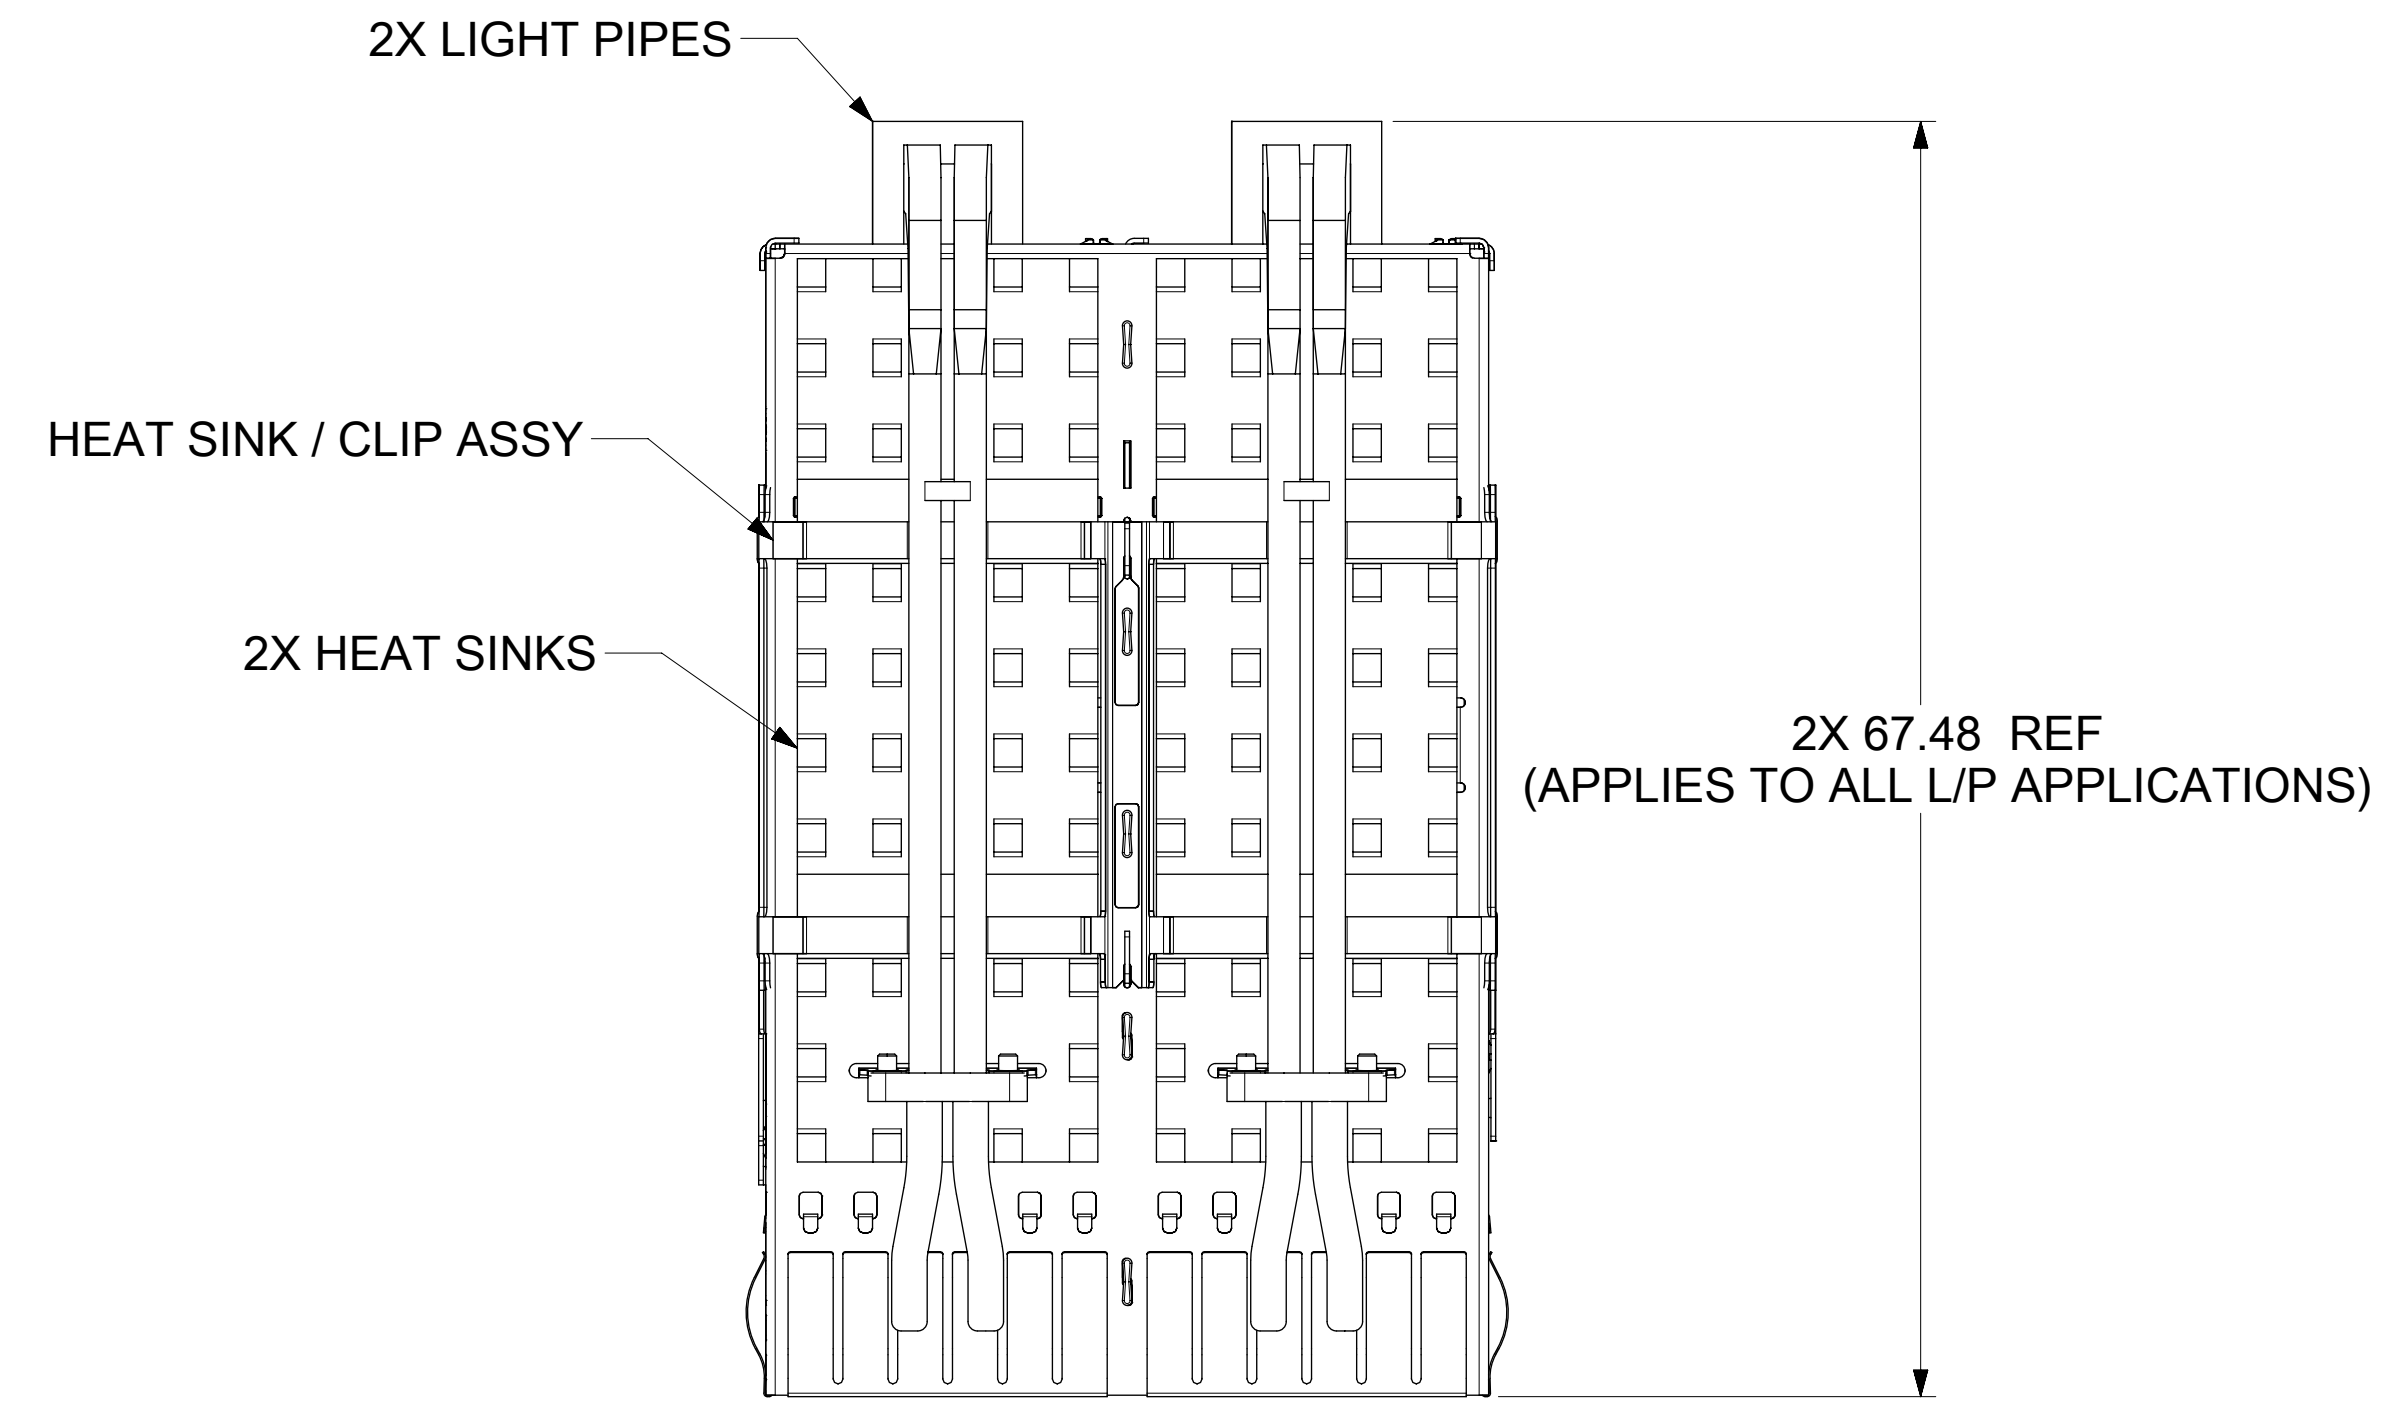 2X LIGHT PIPES
HEAT SINK / CLIP ASSY
2X HEAT SINKS
2X 67.48 REF
(APPLIES TO ALL L/P APPLICATIONS)